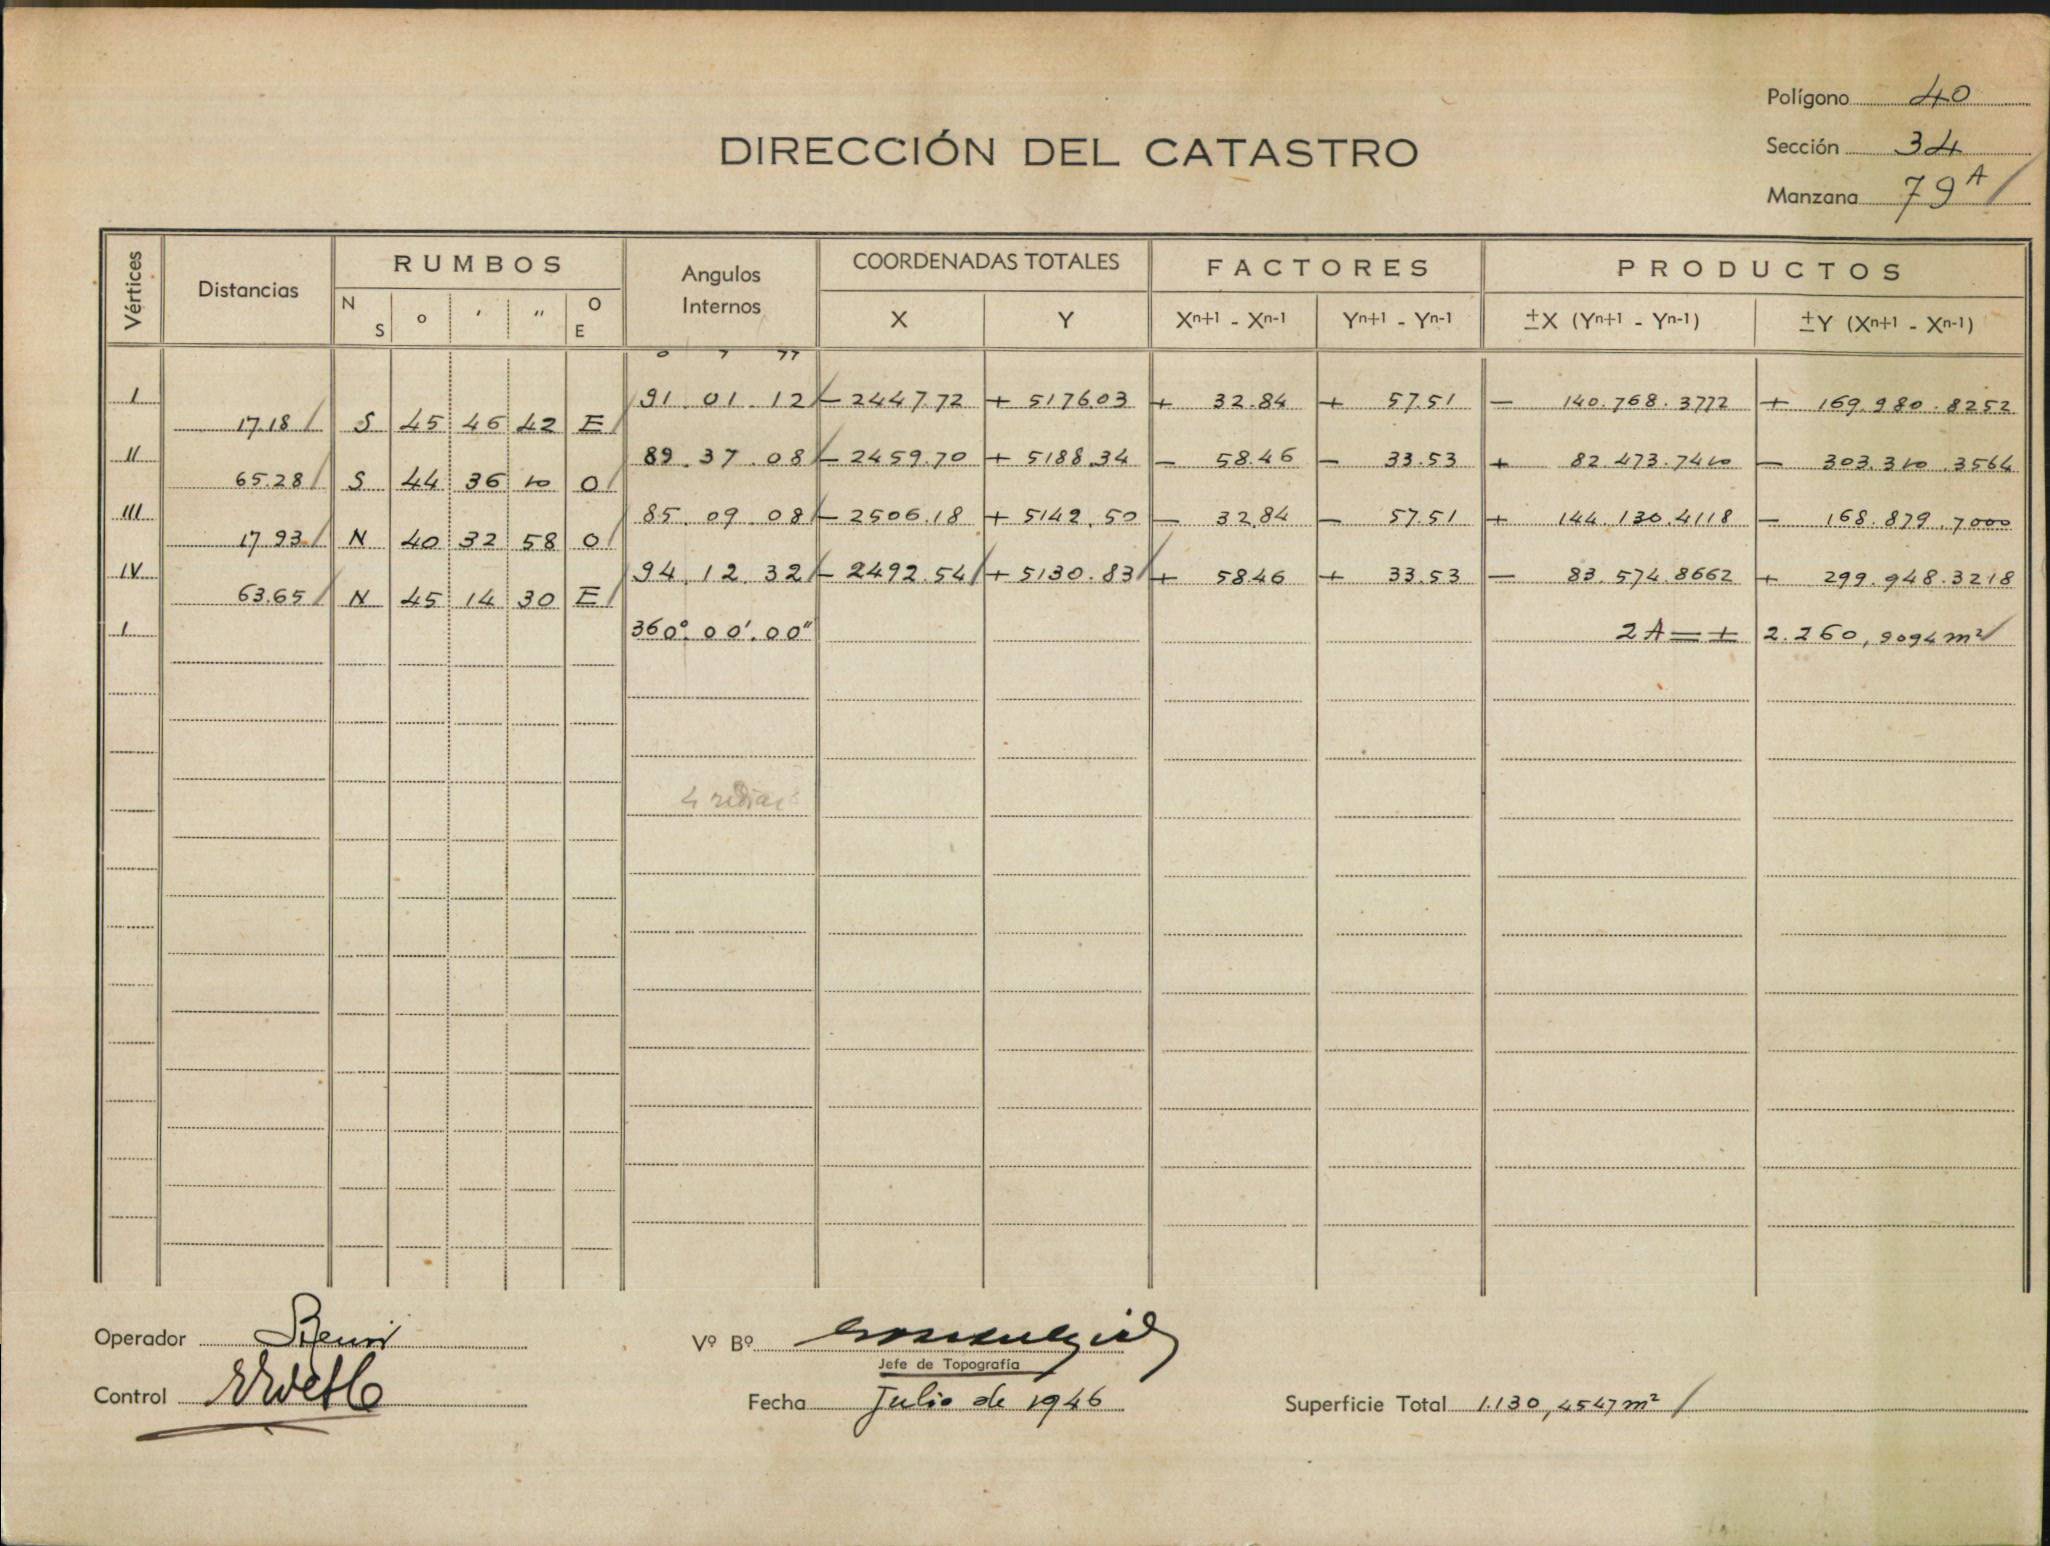 Polígono 40
DIRECCIÓN DEL CATASTRO
Sección 34
Manzana 79 A
Vértices Distancias RUMBOS Angulos Internos COORDENADAS TOTALES FACTORES PRODUCTOS
N S o ' " O E X Y Xn+1 - Xn-1 Yn+1 - Yn-1 ±X (Yn+1 - Yn-1) ±Y (Xn+1 - Xn-1)
o ' "
I 91. 01. 12 - 2447.72 + 5176.03 + 32.84 + 57.51 - 140.768.3772 + 169.980.8252
17.18 S 45 46 42 E
II 89. 37. 08 - 2459.70 + 5188.34 - 58.46 - 33.53 + 82.473.7410 - 303.310.3564
65.28 S 44 36 10 O
III 85. 09. 08 - 2506.18 + 5142.50 - 32.84 - 57.51 + 144.130.4118 - 168.879.7000
17.93 N 40 32 58 O
IV 94. 12. 32 - 2492.54 + 5130.83 + 58.46 + 33.53 - 83.574.8662 + 299.948.3218
63.65 N 45 14 30 E
I 360°. 00'. 00" 2A = + 2.260,9094 m²
Operador
Vº Bº
Jefe de Topografía
Control
Fecha Julio de 1946
Superficie Total 1.130,4547 m²